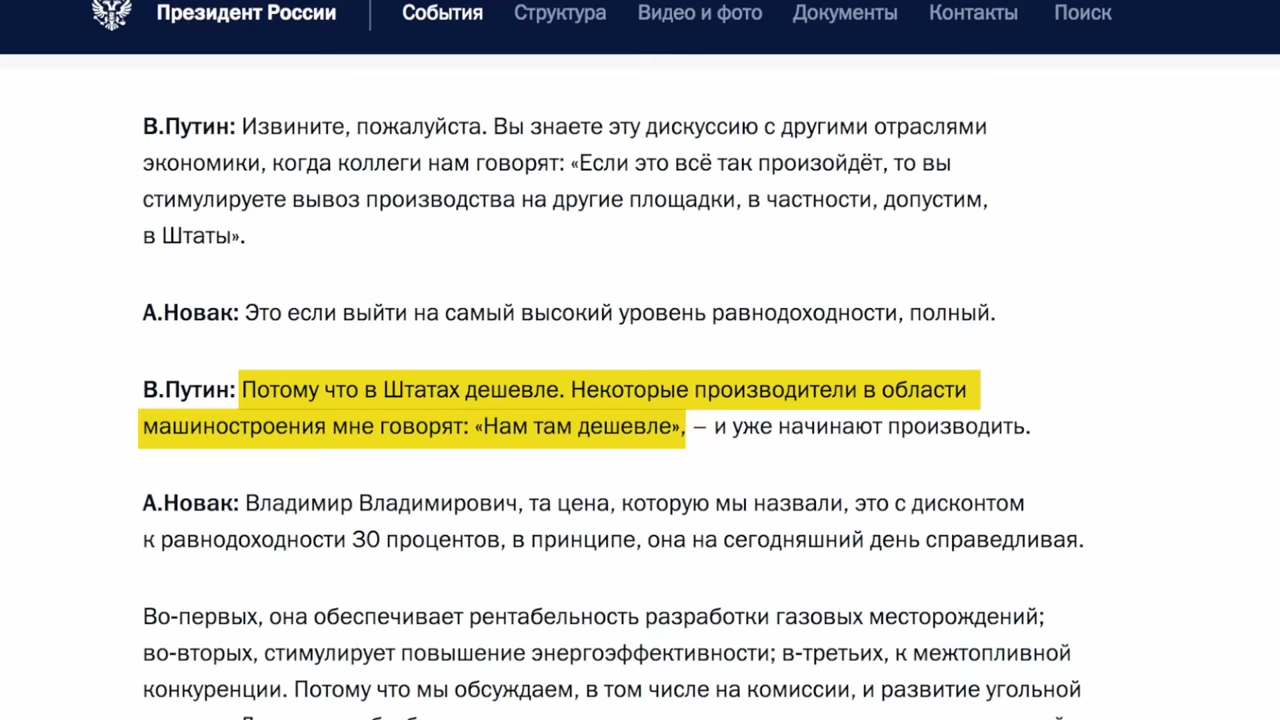 Президент России События Структура Видео и фото Документы Контакты Поиск
В.Путин: Извините, пожалуйста. Вы знаете эту дискуссию с другими отраслями
экономики, когда коллеги нам говорят: «Если это всё так произойдёт, то вы
стимулируете вывоз производства на другие площадки, в частности, допустим,
в Штаты».
А.Новак: Это если выйти на самый высокий уровень равнодоходности, полный.
В.Путин: Потому что в Штатах дешевле. Некоторые производители в области
машиностроения мне говорят: «Нам там дешевле», – и уже начинают производить.
А.Новак: Владимир Владимирович, та цена, которую мы назвали, это с дисконтом
к равнодоходности 30 процентов, в принципе, она на сегодняшний день справедливая.
Во-первых, она обеспечивает рентабельность разработки газовых месторождений;
во-вторых, стимулирует повышение энергоэффективности; в-третьих, к межтопливной
конкуренции. Потому что мы обсуждаем, в том числе на комиссии, и развитие угольной